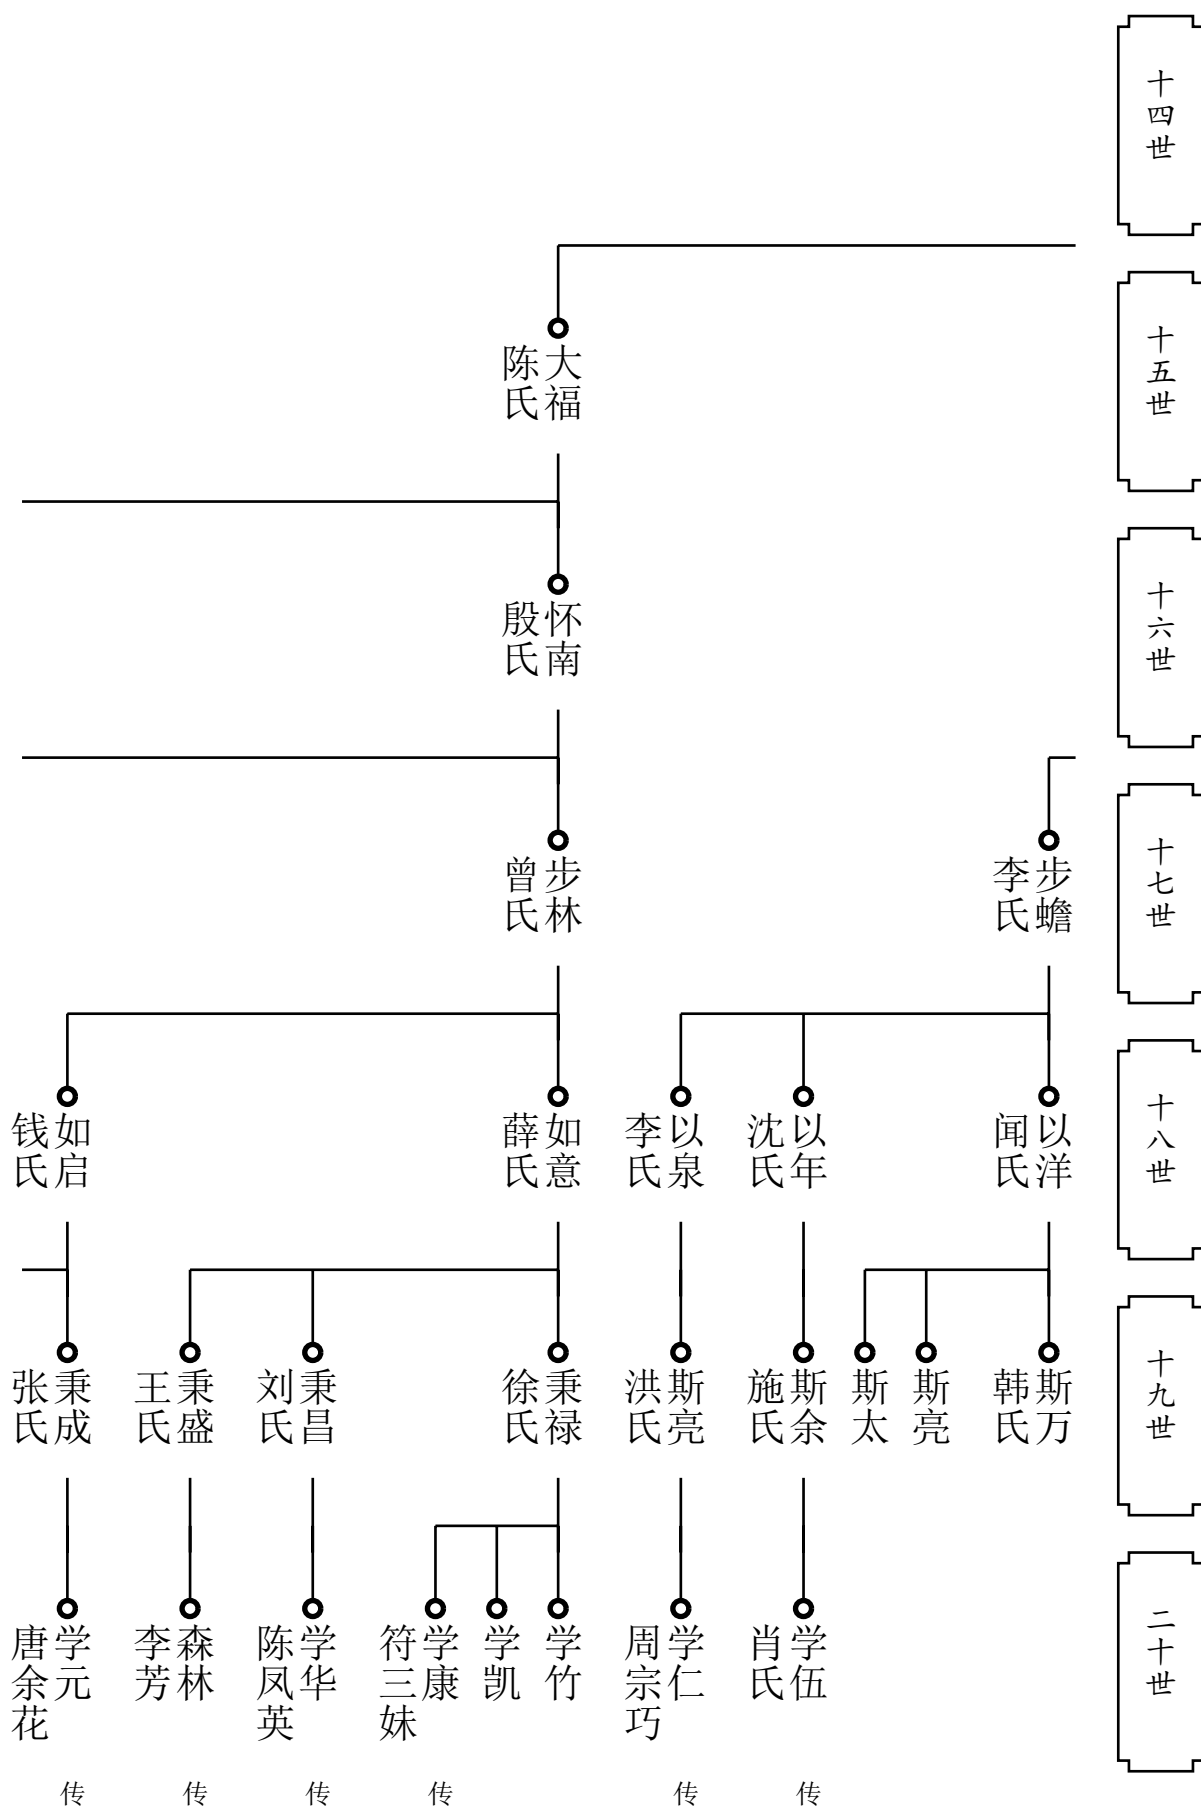 十四世
十五世
大福
陈氏
十六世
怀南
殷氏
十七世
步蟾
李氏
步林
曾氏
十八世
以洋
闻氏
以年
沈氏
以泉
李氏
如意
薛氏
如启
钱氏
十九世
斯万
韩氏
斯亮
斯太
斯余
施氏
斯亮
洪氏
秉禄
徐氏
秉昌
刘氏
秉盛
王氏
秉成
张氏
二十世
学伍
肖氏
传
学仁
周宗巧
传
学竹
学凯
学康
符三妹
传
学华
陈凤英
传
森林
李芳
传
学元
唐余花
传